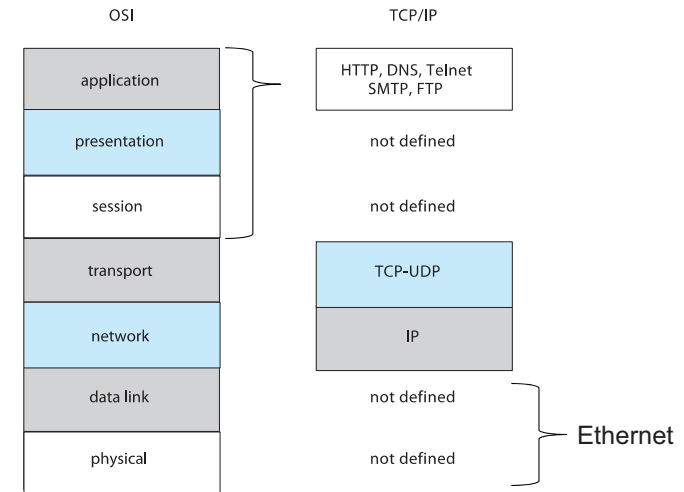 OSI
TCP/IP
application
HTTP, DNS, Telnet
SMTP, FTP
presentation
not defined
session
not defined
transport
TCP-UDP
network
IP
data link
not defined
Ethernet
physical
not defined